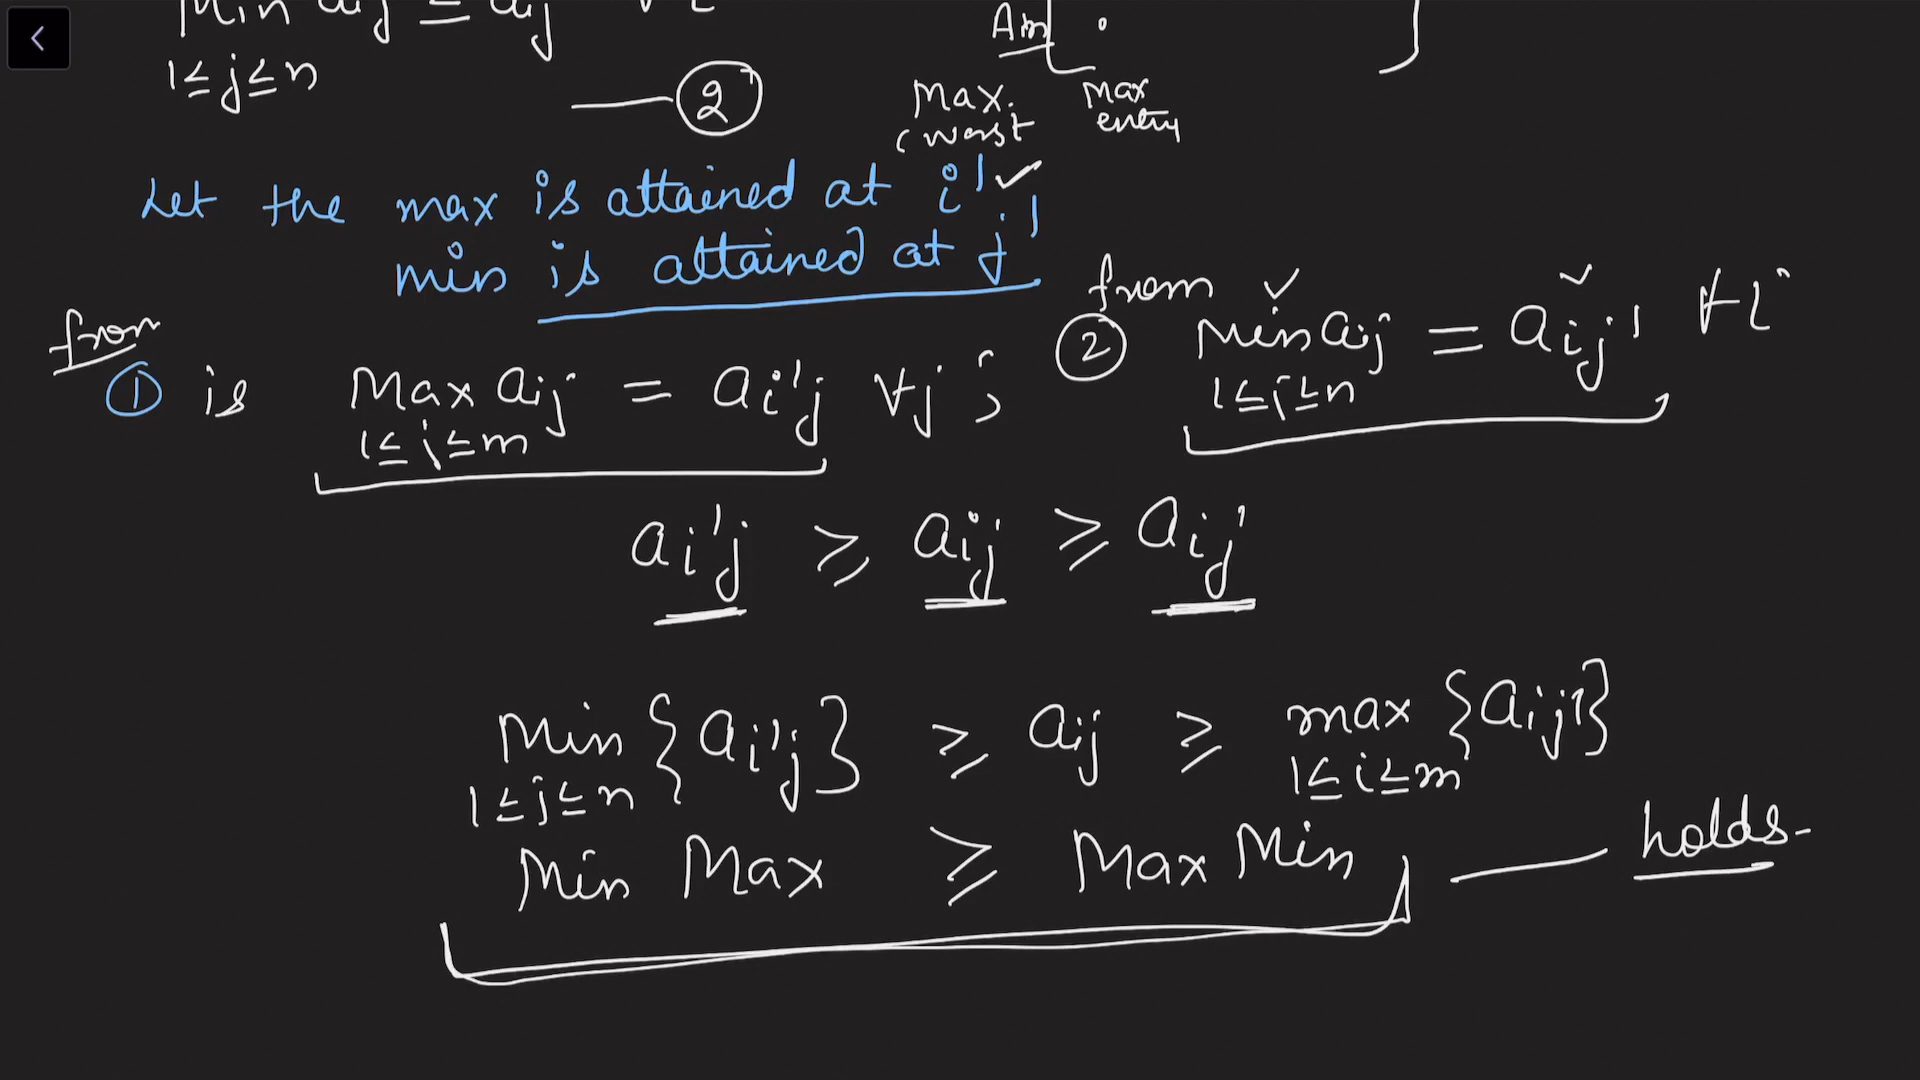 Min aij ≤ aij ∀ i
1≤j≤n
—②
Am
Max.
(worst
Max
entry
Let the max is attained at i' ✓
min is attained at j'
from
① is Max aij = ai'j ∀j ;
1≤i≤m
from
② Min aij = aij' ∀i
1≤j≤n
ai'j ≥ aij ≥ aij'
Min {ai'j} ≥ aij ≥ max {aij'}
1≤j≤n 1≤i≤m
Min Max ≥ Max Min — holds-